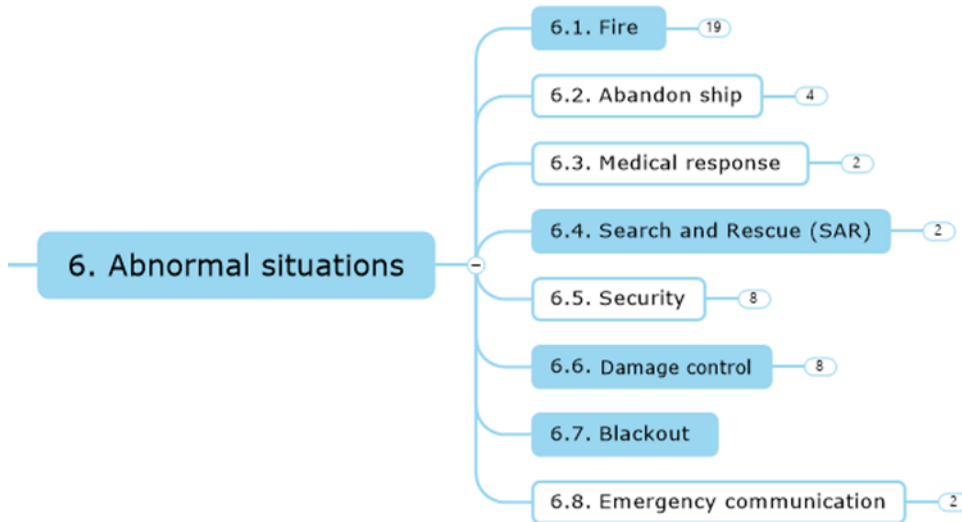 6.1. Fire 19
6.2. Abandon ship 4
6.3. Medical response 2
6.4. Search and Rescue (SAR) 2
6. Abnormal situations
6.5. Security 8
6.6. Damage control 8
6.7. Blackout
6.8. Emergency communication 2